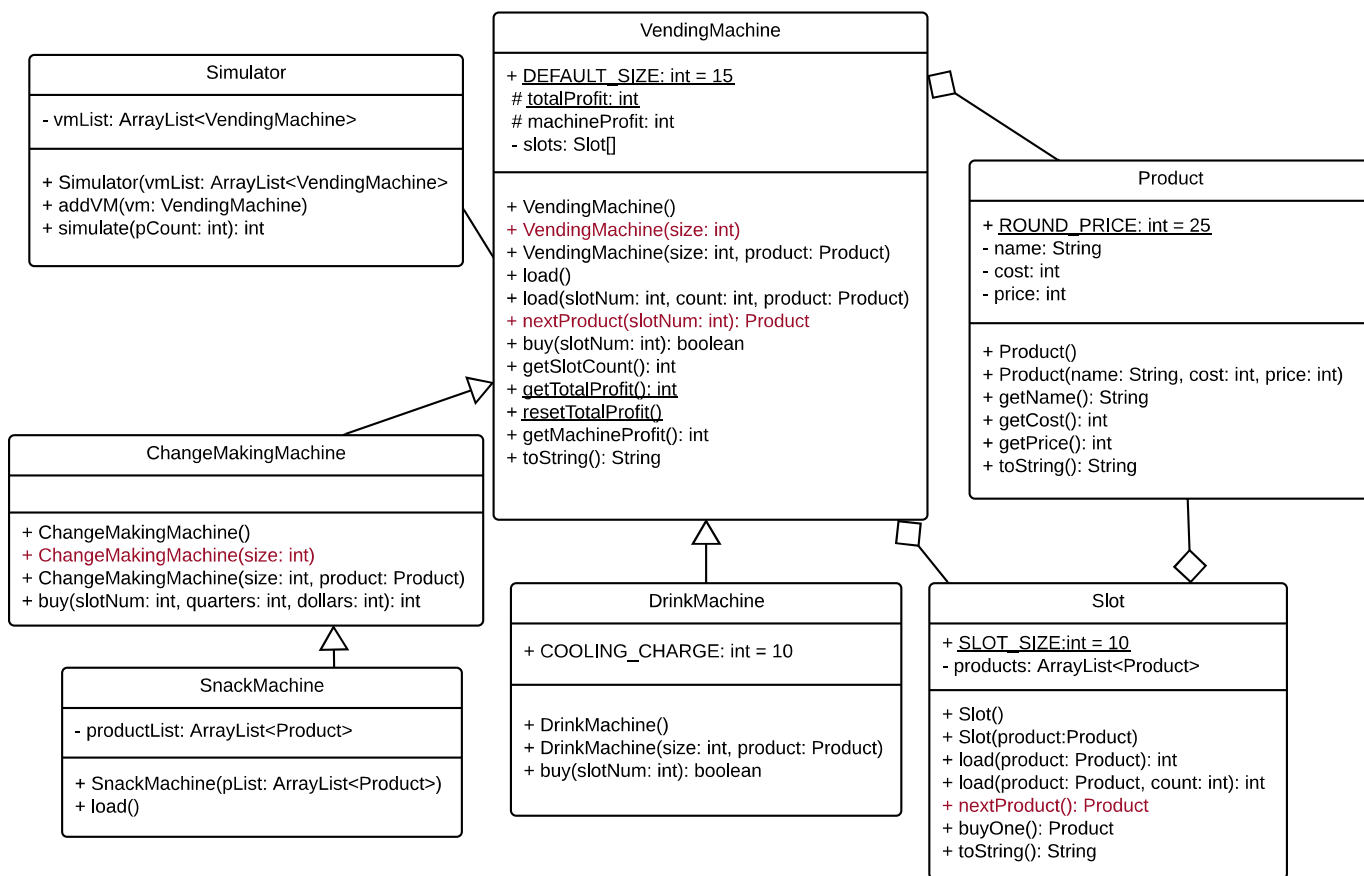 VendingMachine
+ DEFAULT_SIZE: int = 15
# totalProfit: int
# machineProfit: int
- slots: Slot[]
+ VendingMachine()
+ VendingMachine(size: int)
+ VendingMachine(size: int, product: Product)
+ load()
+ load(slotNum: int, count: int, product: Product)
+ nextProduct(slotNum: int): Product
+ buy(slotNum: int): boolean
+ getSlotCount(): int
+ getTotalProfit(): int
+ resetTotalProfit()
+ getMachineProfit(): int
+ toString(): String
Simulator
- vmList: ArrayList<VendingMachine>
+ Simulator(vmList: ArrayList<VendingMachine>
+ addVM(vm: VendingMachine)
+ simulate(pCount: int): int
Product
+ ROUND_PRICE: int = 25
- name: String
- cost: int
- price: int
+ Product()
+ Product(name: String, cost: int, price: int)
+ getName(): String
+ getCost(): int
+ getPrice(): int
+ toString(): String
ChangeMakingMachine
+ ChangeMakingMachine()
+ ChangeMakingMachine(size: int)
+ ChangeMakingMachine(size: int, product: Product)
+ buy(slotNum: int, quarters: int, dollars: int): int
SnackMachine
- productList: ArrayList<Product>
+ SnackMachine(pList: ArrayList<Product>)
+ load()
DrinkMachine
+ COOLING_CHARGE: int = 10
+ DrinkMachine()
+ DrinkMachine(size: int, product: Product)
+ buy(slotNum: int): boolean
Slot
+ SLOT_SIZE:int = 10
- products: ArrayList<Product>
+ Slot()
+ Slot(product:Product)
+ load(product: Product): int
+ load(product: Product, count: int): int
+ nextProduct(): Product
+ buyOne(): Product
+ toString(): String